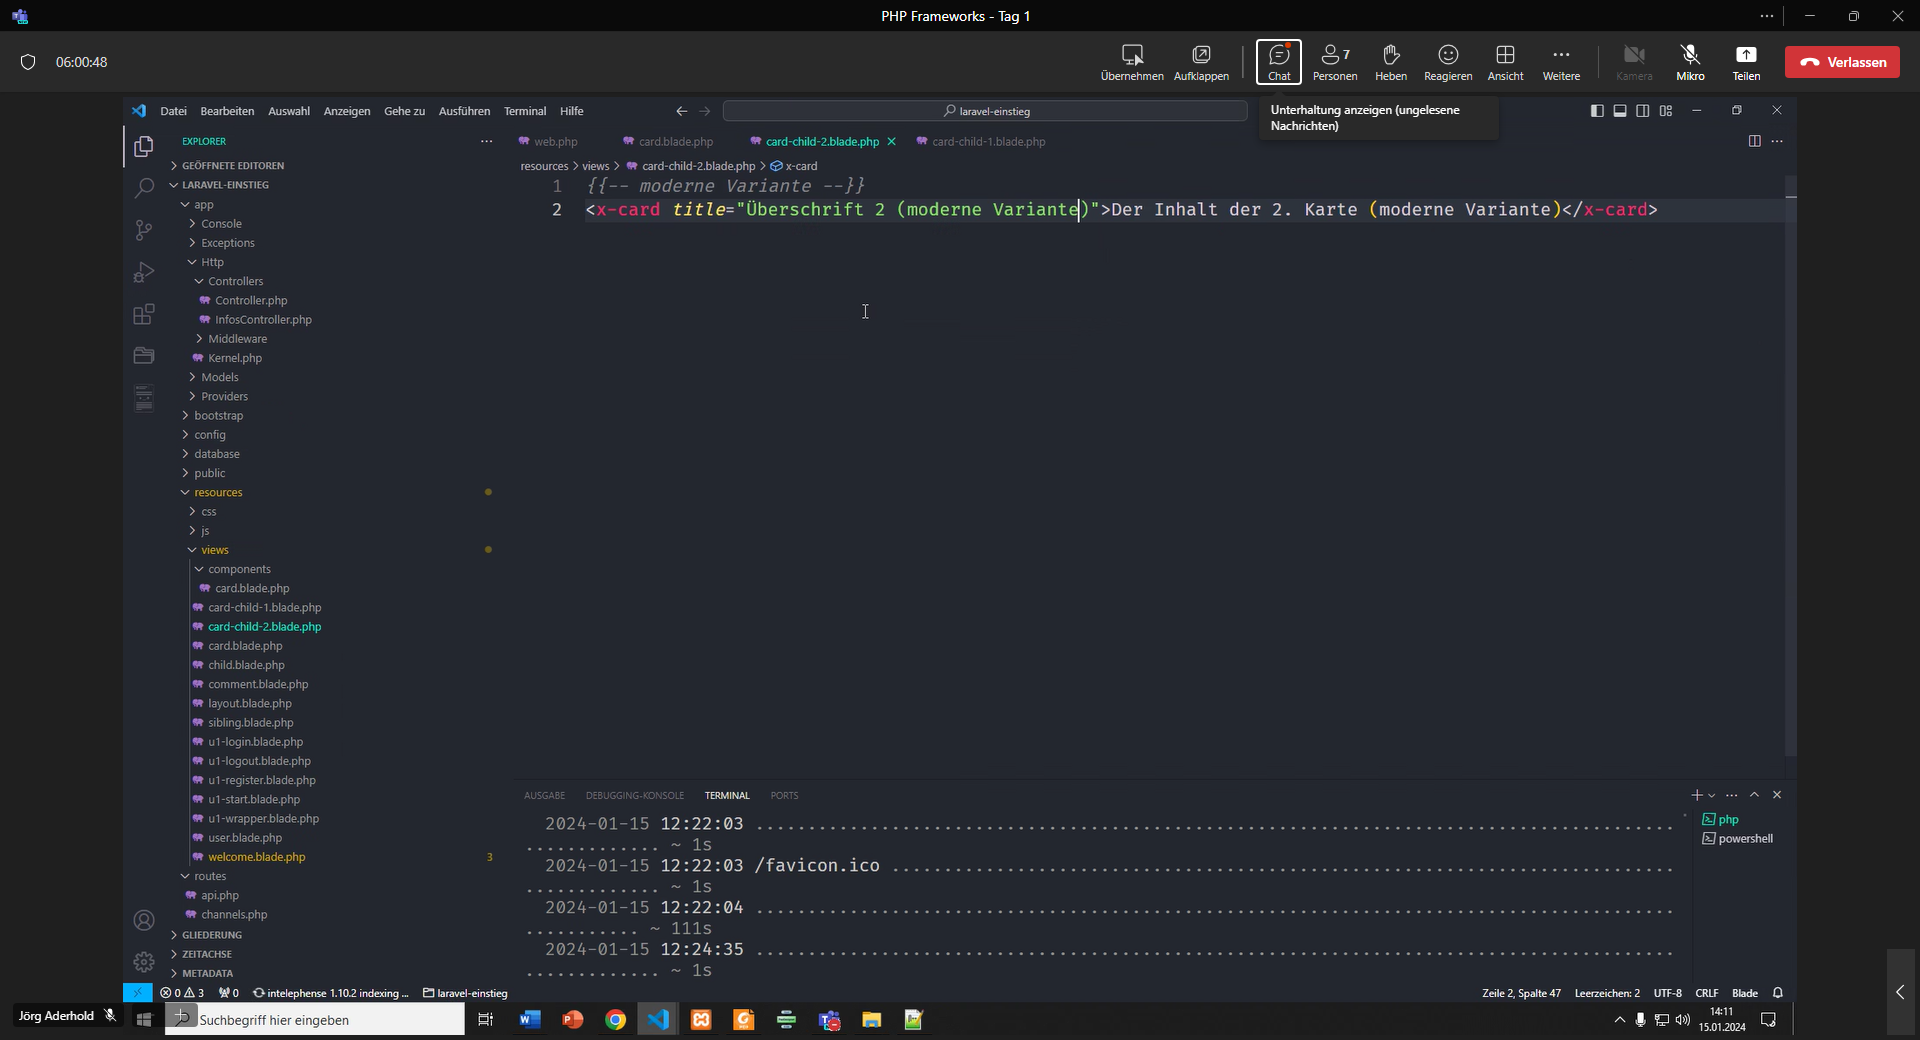 PHP Frameworks - Tag 1
06:00:48
Übernehmen
Aufklappen
Chat
7
Personen
Heben
Reagieren
Ansicht
Weitere
Kamera
Mikro
Teilen
Verlassen
Unterhaltung anzeigen (ungelesene
Nachrichten)
Datei Bearbeiten Auswahl Anzeigen Gehe zu Ausführen Terminal Hilfe
laravel-einstieg
EXPLORER
GEÖFFNETE EDITOREN
LARAVEL-EINSTIEG
app
Console
Exceptions
Http
Controllers
Controller.php
InfosController.php
Middleware
Kernel.php
Models
Providers
bootstrap
config
database
public
resources
css
js
views
components
card.blade.php
card-child-1.blade.php
card-child-2.blade.php
card.blade.php
child.blade.php
comment.blade.php
layout.blade.php
sibling.blade.php
u1-login.blade.php
u1-logout.blade.php
u1-register.blade.php
u1-start.blade.php
u1-wrapper.blade.php
user.blade.php
welcome.blade.php 3
routes
api.php
channels.php
GLIEDERUNG
ZEITACHSE
METADATA
web.php card.blade.php card-child-2.blade.php card-child-1.blade.php
resources > views > card-child-2.blade.php > x-card
1 {{-- moderne Variante --}}
2 <x-card title="Überschrift 2 (moderne Variante)">Der Inhalt der 2. Karte (moderne Variante)</x-card>
AUSGABE DEBUGGING-KONSOLE TERMINAL PORTS
2024-01-15 12:22:03 ........................................
............. ~ 1s
2024-01-15 12:22:03 /favicon.ico ........................................
............. ~ 1s
2024-01-15 12:22:04 ........................................
........... ~ 111s
2024-01-15 12:24:35 ........................................
............. ~ 1s
php
powershell
0 3 0 intelephense 1.10.2 indexing ... laravel-einstieg
Zeile 2, Spalte 47 Leerzeichen: 2 UTF-8 CRLF Blade
Jörg Aderhold
Suchbegriff hier eingeben
14:11
15.01.2024